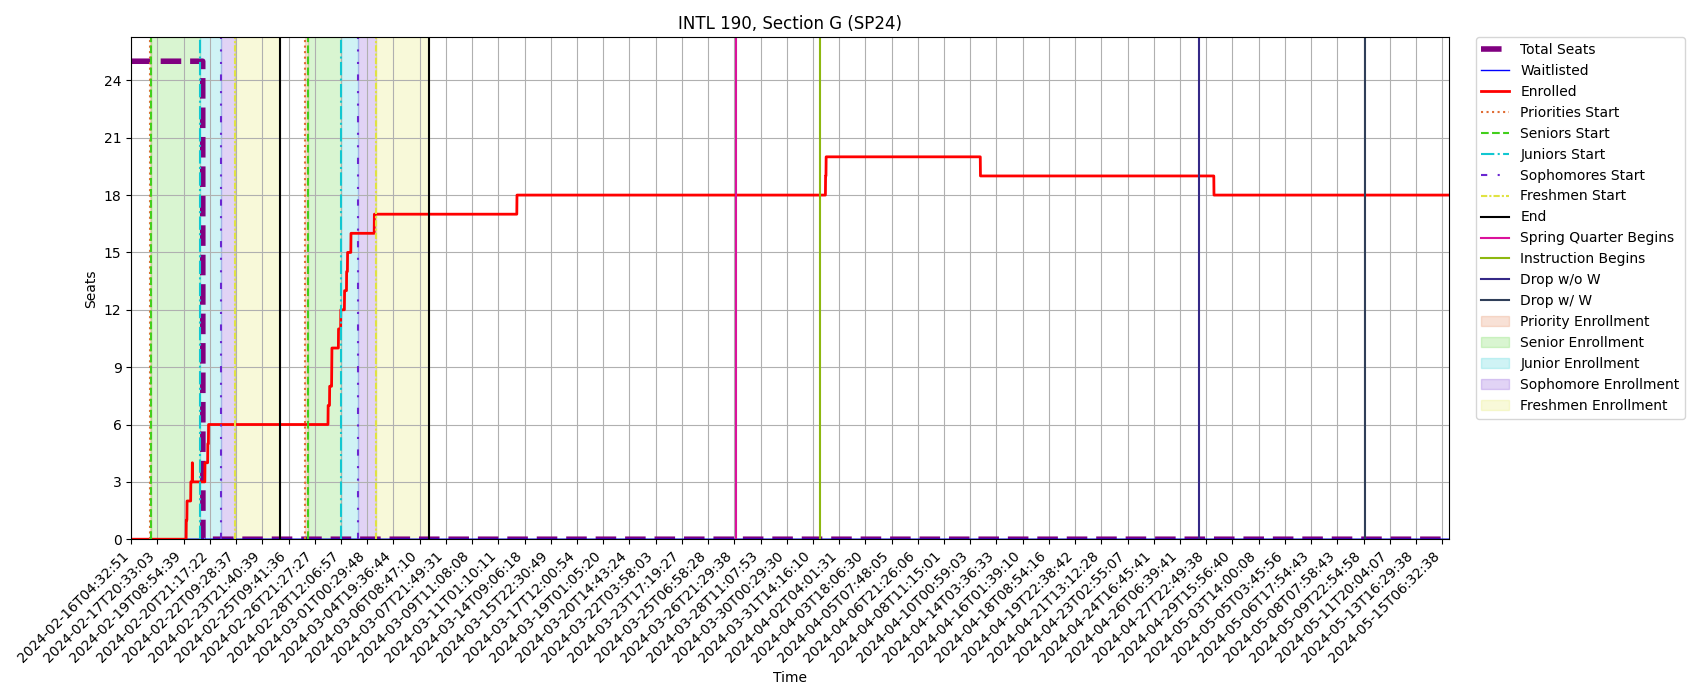 INTL 190, Section G (SP24)
Seats
24
21
18
15
12
9
6
3
0
2024-02-16T04:32:51
2024-02-17T20:33:03
2024-02-19T08:54:39
2024-02-20T21:17:22
2024-02-22T09:28:37
2024-02-23T21:40:39
2024-02-25T09:41:36
2024-02-26T21:27:27
2024-02-28T12:06:57
2024-03-01T00:29:48
2024-03-04T19:36:44
2024-03-06T08:47:10
2024-03-07T21:49:31
2024-03-09T11:08:09
2024-03-11T01:10:11
2024-03-14T09:06:18
2024-03-15T22:30:49
2024-03-17T12:00:54
2024-03-19T01:05:20
2024-03-20T14:43:24
2024-03-22T03:58:03
2024-03-23T17:19:27
2024-03-25T06:58:28
2024-03-26T21:29:38
2024-03-28T11:07:53
2024-03-30T00:29:30
2024-03-31T14:16:10
2024-04-02T04:01:31
2024-04-03T18:06:30
2024-04-05T07:48:05
2024-04-06T21:26:06
2024-04-08T11:15:01
2024-04-10T00:59:03
2024-04-14T03:36:33
2024-04-16T01:39:10
2024-04-18T08:54:16
2024-04-19T22:38:42
2024-04-21T13:12:28
2024-04-23T02:55:07
2024-04-24T16:45:41
2024-04-26T06:39:41
2024-04-27T22:49:38
2024-04-29T15:56:40
2024-05-03T14:00:08
2024-05-05T03:45:56
2024-05-06T17:54:43
2024-05-08T07:58:43
2024-05-09T22:54:58
2024-05-11T20:04:07
2024-05-13T16:29:38
2024-05-15T06:32:38
Time
Total Seats
Waitlisted
Enrolled
Priorities Start
Seniors Start
Juniors Start
Sophomores Start
Freshmen Start
End
Spring Quarter Begins
Instruction Begins
Drop w/o W
Drop w/ W
Priority Enrollment
Senior Enrollment
Junior Enrollment
Sophomore Enrollment
Freshmen Enrollment